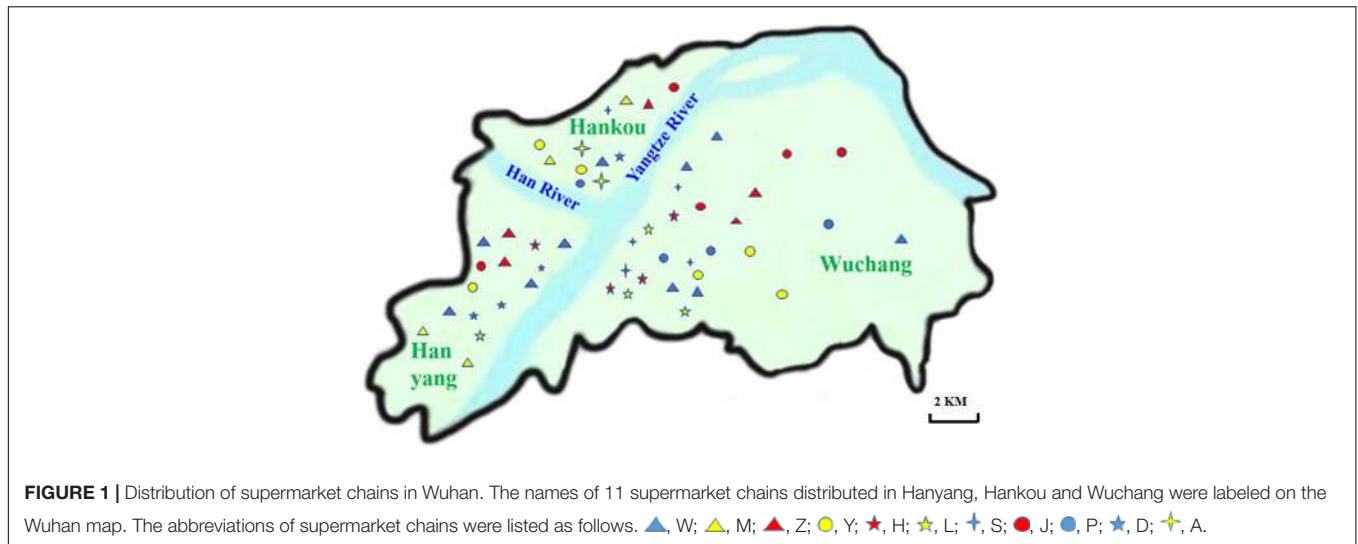 Hankou
Yangtze River
Han River
Wuchang
Han
yang
2 KM
FIGURE 1 | Distribution of supermarket chains in Wuhan. The names of 11 supermarket chains distributed in Hanyang, Hankou and Wuchang were labeled on the
Wuhan map. The abbreviations of supermarket chains were listed as follows. ▲, W; ▲, M; ▲, Z; ●, Y; ★, H; ★, L; ✦, S; ●, J; ●, P; ★, D; ✦, A.